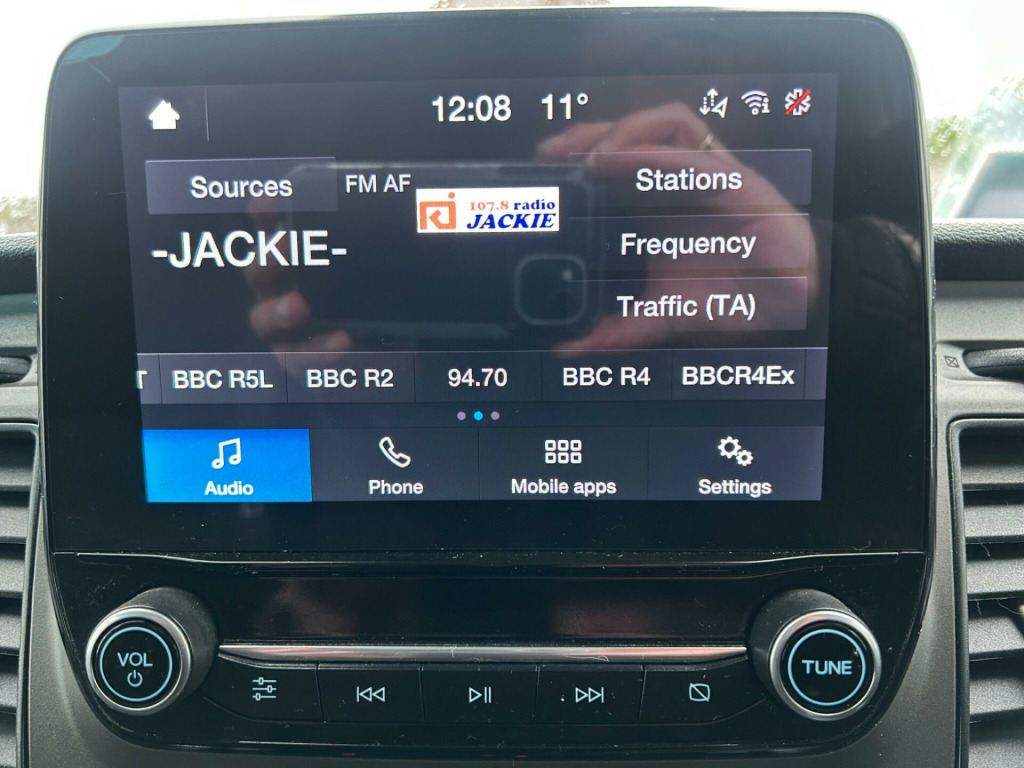 12:08 11°
Sources
FM AF
107.8 radio
JACKIE
Stations
-JACKIE-
Frequency
Traffic (TA)
T BBC R5L BBC R2 94.70 BBC R4 BBCR4Ex
Audio Phone Mobile apps Settings
VOL
TUNE